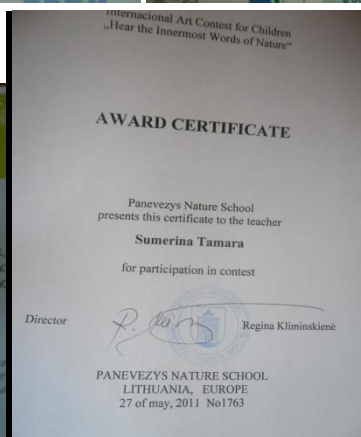 Internacional Art Contest for Children
„Hear the Innermost Words of Nature“
AWARD CERTIFICATE
Panevezys Nature School
presents this certificate to the teacher
Sumerina Tamara
for participation in contest
Director
Regina Kliminskienė
PANEVEZYS NATURE SCHOOL
LITHUANIA, EUROPE
27 of may, 2011 No1763